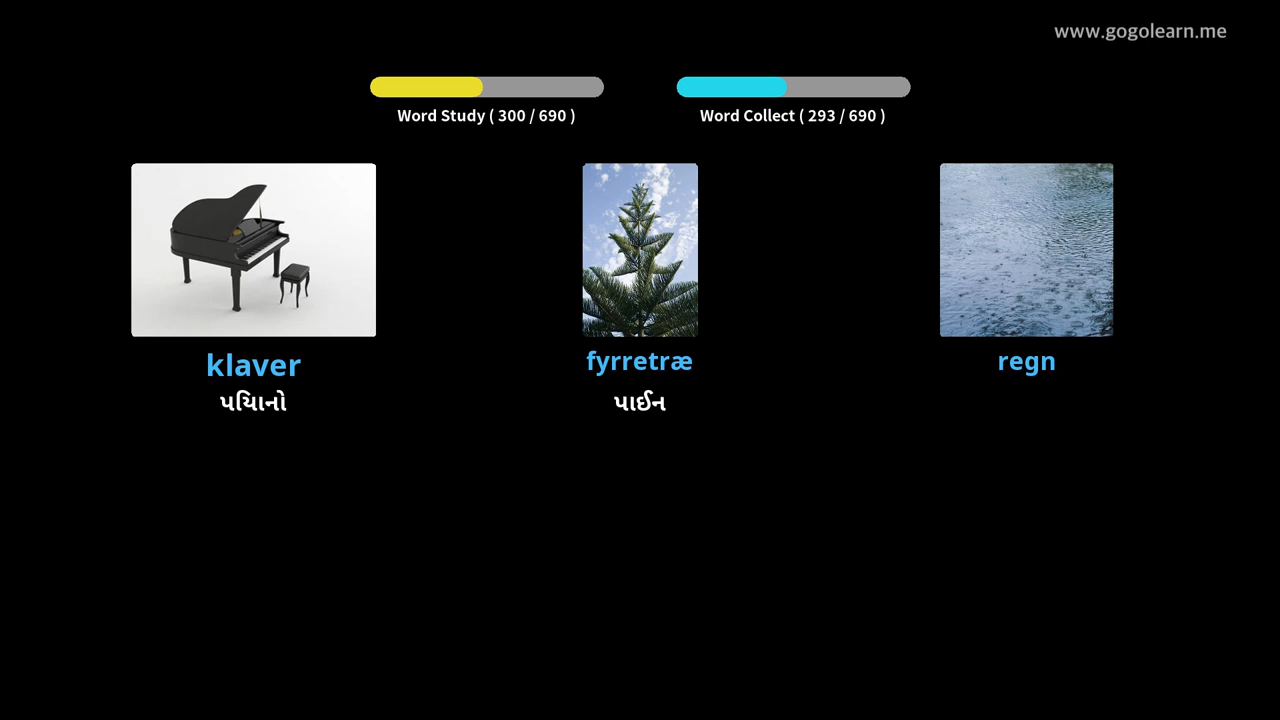 www.gogolearn.me
Word Study ( 300 / 690 )
Word Collect ( 293 / 690 )
klaver
પિયાનો
fyrretræ
પાઈન
regn